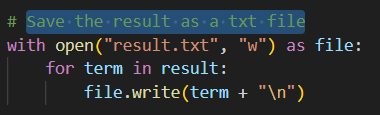 # Save the result as a txt file
with open("result.txt", "w") as file:
    for term in result:
        file.write(term + "\n")